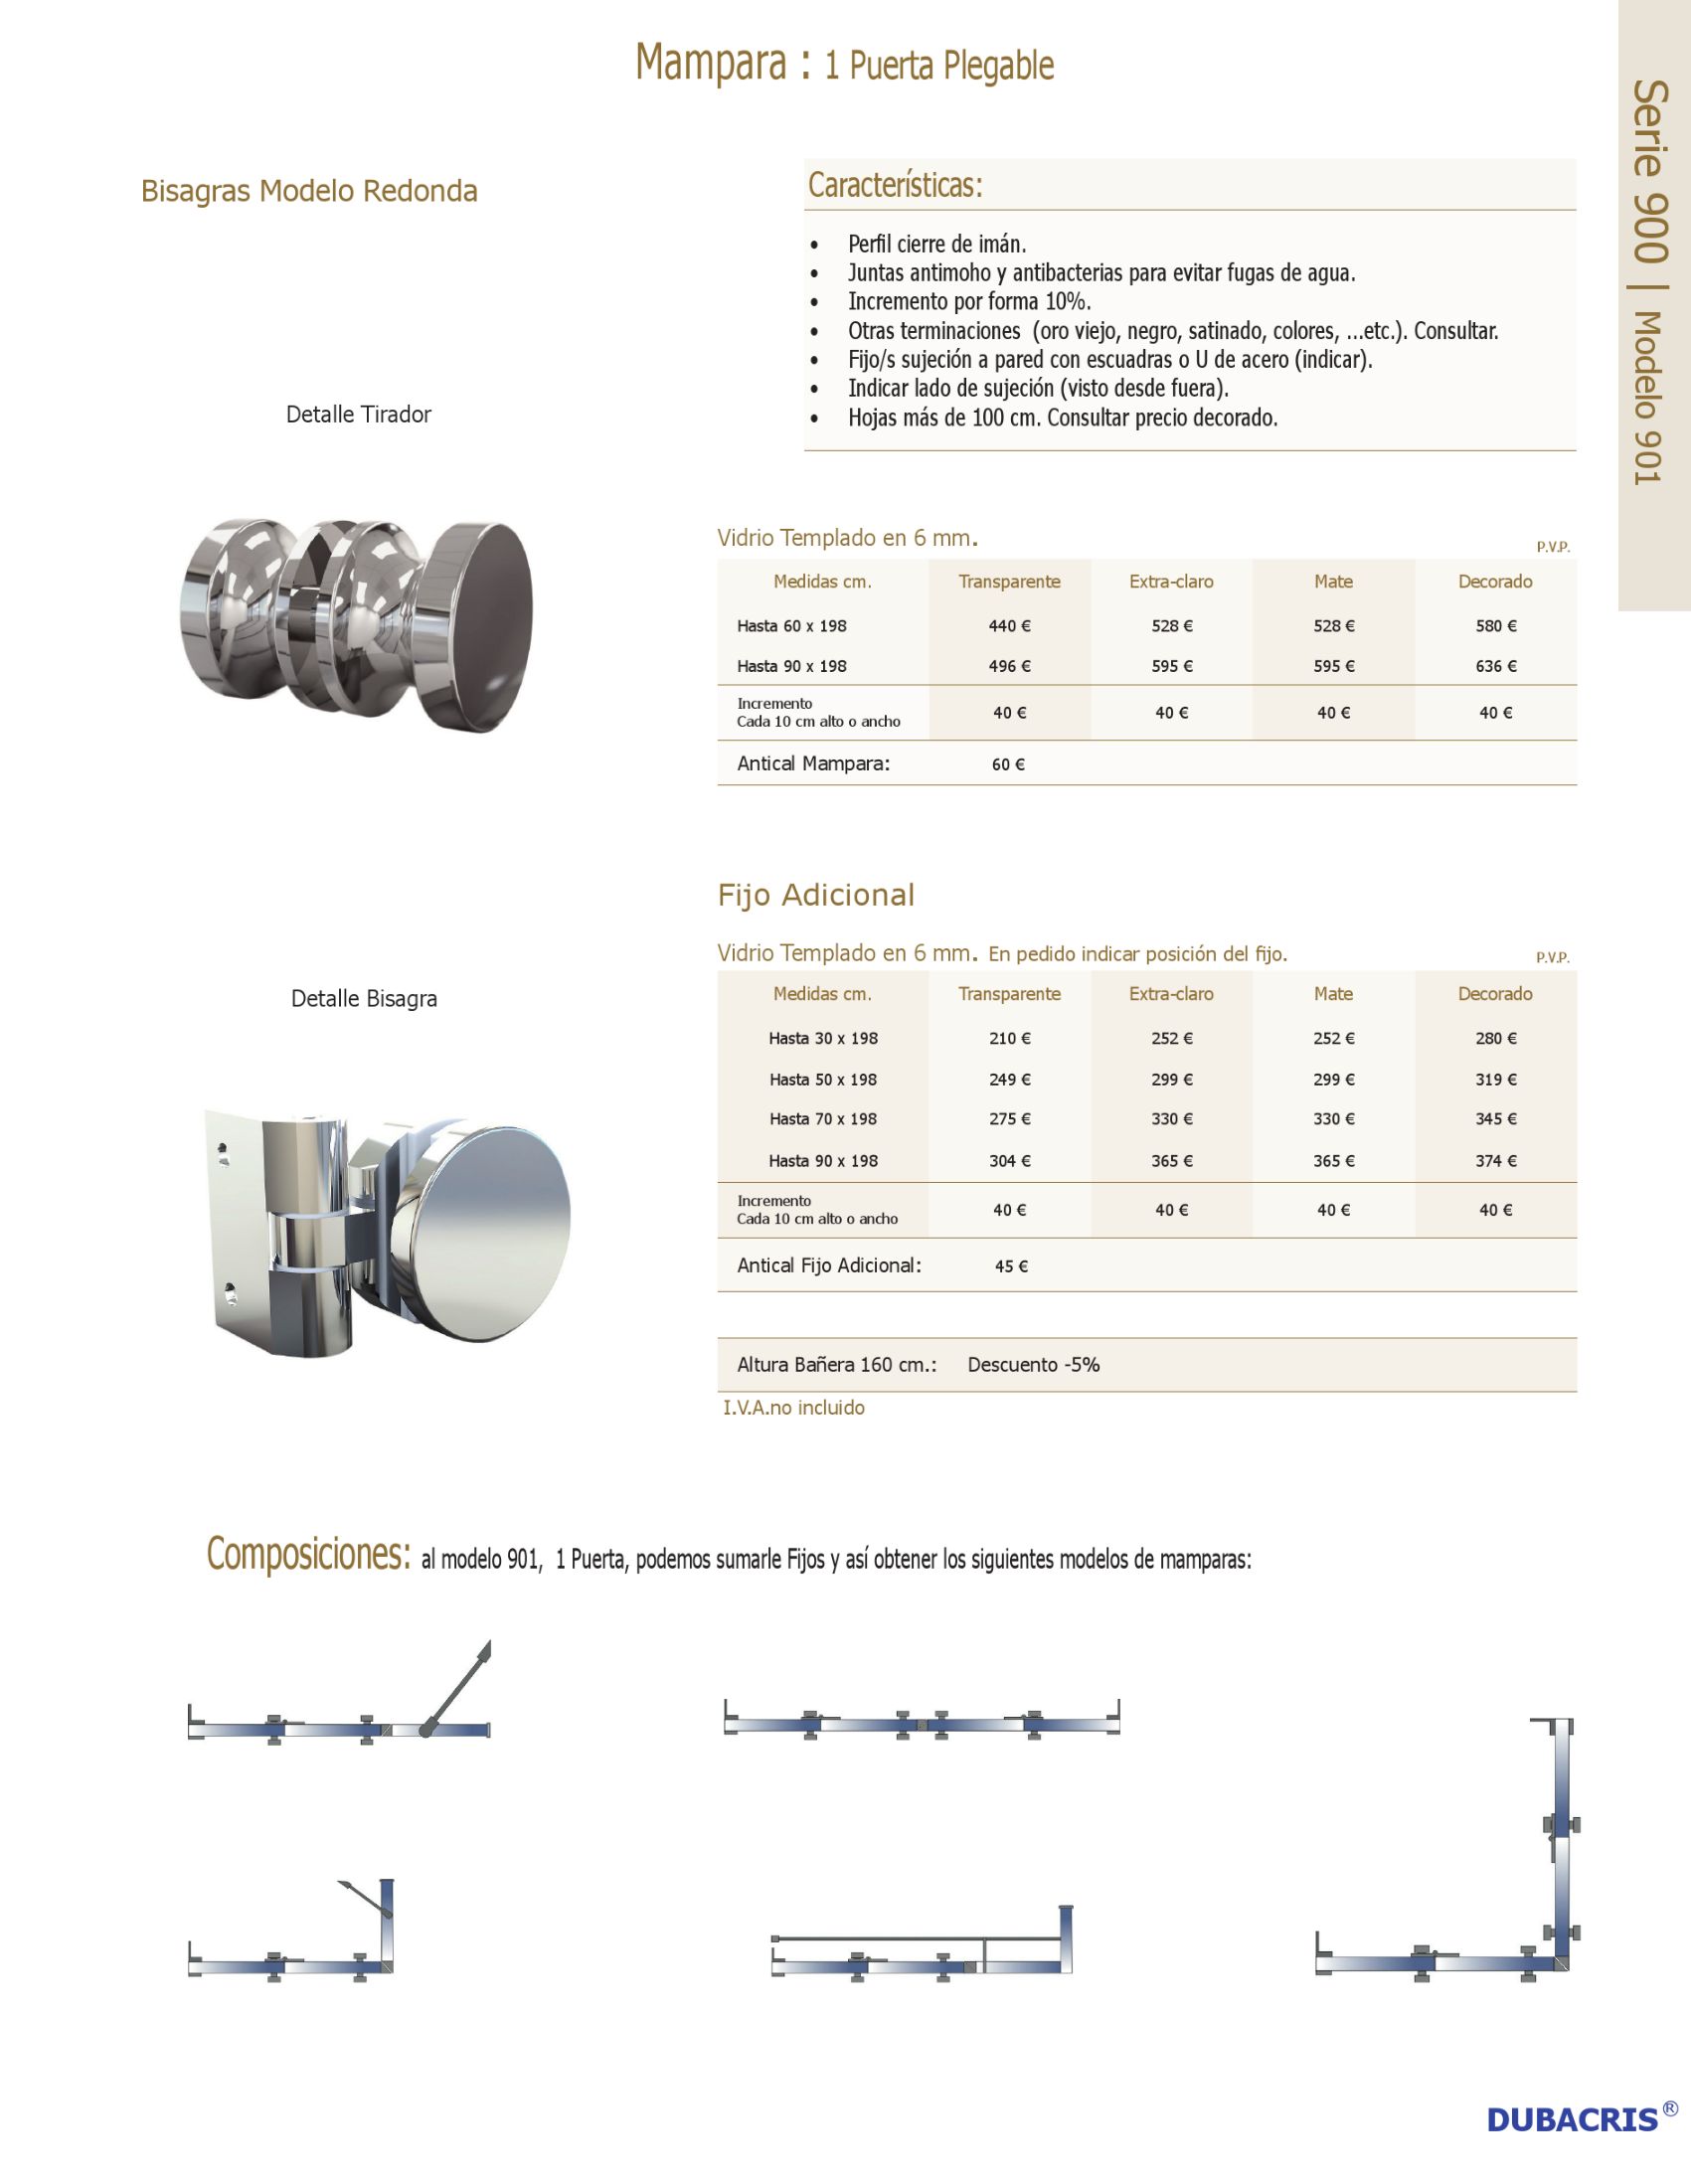 Mampara : 1 Puerta Plegable
Serie 900 | Modelo 901
Bisagras Modelo Redonda
Características:
• Perfil cierre de imán.
• Juntas antimoho y antibacterias para evitar fugas de agua.
• Incremento por forma 10%.
• Otras terminaciones (oro viejo, negro, satinado, colores, ...etc.). Consultar.
• Fijo/s sujeción a pared con escuadras o U de acero (indicar).
• Indicar lado de sujeción (visto desde fuera).
• Hojas más de 100 cm. Consultar precio decorado.
Detalle Tirador
Vidrio Templado en 6 mm.
P.V.P.
Medidas cm. Transparente Extra-claro Mate Decorado
Hasta 60 x 198 440 € 528 € 528 € 580 €
Hasta 90 x 198 496 € 595 € 595 € 636 €
Incremento
Cada 10 cm alto o ancho 40 € 40 € 40 € 40 €
Antical Mampara: 60 €
Fijo Adicional
Vidrio Templado en 6 mm. En pedido indicar posición del fijo.
P.V.P.
Detalle Bisagra
Medidas cm. Transparente Extra-claro Mate Decorado
Hasta 30 x 198 210 € 252 € 252 € 280 €
Hasta 50 x 198 249 € 299 € 299 € 319 €
Hasta 70 x 198 275 € 330 € 330 € 345 €
Hasta 90 x 198 304 € 365 € 365 € 374 €
Incremento
Cada 10 cm alto o ancho 40 € 40 € 40 € 40 €
Antical Fijo Adicional: 45 €
Altura Bañera 160 cm.: Descuento -5%
I.V.A.no incluido
Composiciones: al modelo 901, 1 Puerta, podemos sumarle Fijos y así obtener los siguientes modelos de mamparas:
DUBACRIS®